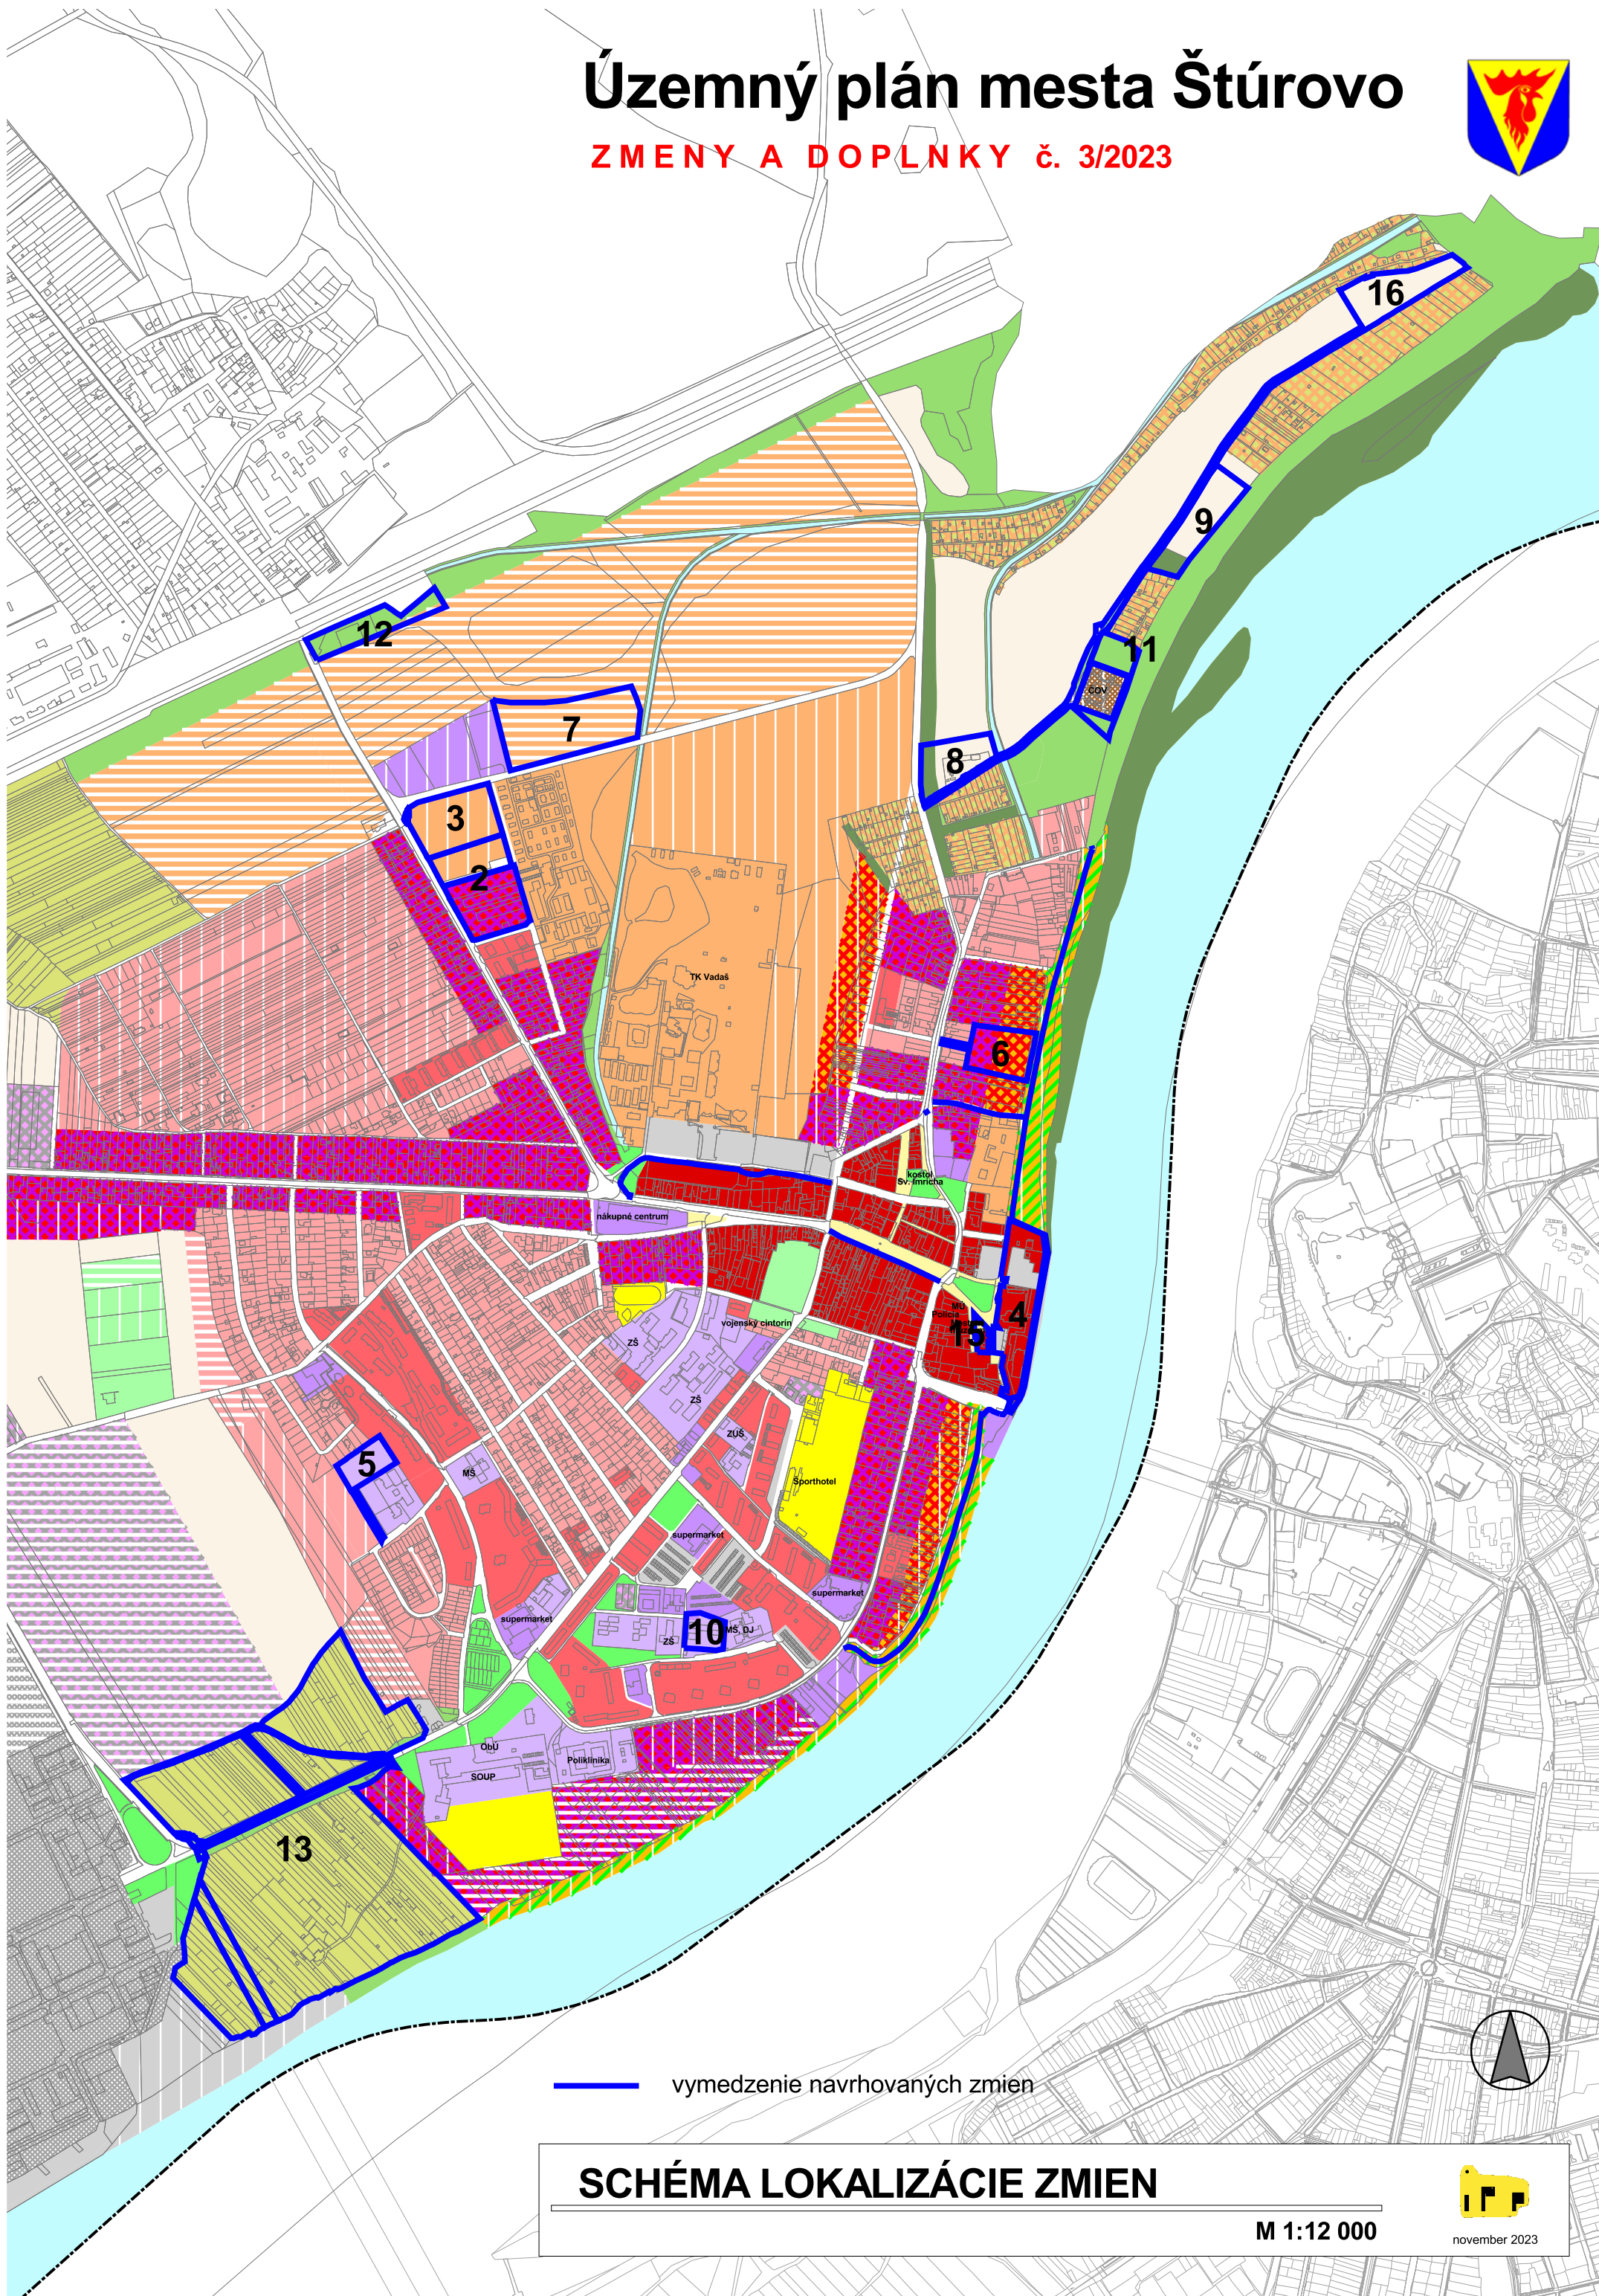 Územný plán mesta Štúrovo
ZMENY A DOPLNKY č. 3/2023
16
9
12
11
ČOV
7
8
3
2
TK Vadaš
6
kostol
Sv. Imricha
nákupné centrum
MÚ
Polícia
4
15
vojenský cintorín
ZŠ
ZŠ
ZUŠ
5
MŠ
Športhotel
supermarket
supermarket
supermarket
10
MŠ, DJ
ZŠ
ObÚ
Poliklinika
SOUP
13
vymedzenie navrhovaných zmien
SCHÉMA LOKALIZÁCIE ZMIEN
M 1:12 000
november 2023